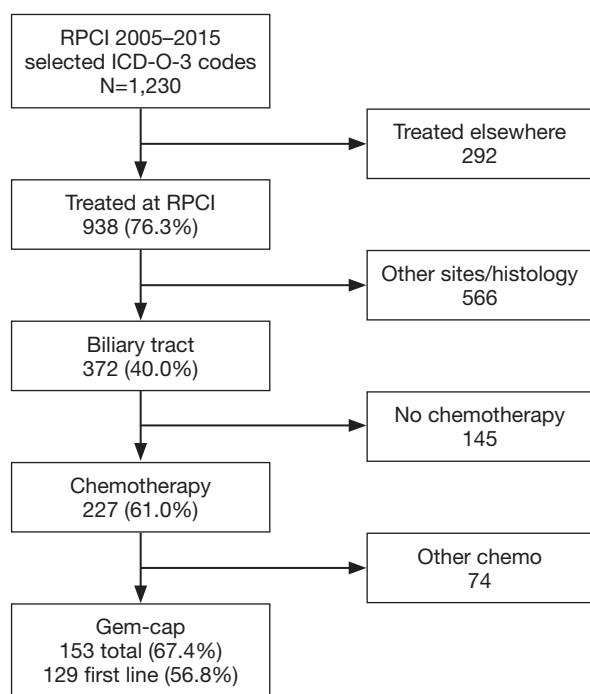 RPCI 2005–2015
selected ICD-O-3 codes
N=1,230
Treated elsewhere
292
Treated at RPCI
938 (76.3%)
Other sites/histology
566
Biliary tract
372 (40.0%)
No chemotherapy
145
Chemotherapy
227 (61.0%)
Other chemo
74
Gem-cap
153 total (67.4%)
129 first line (56.8%)